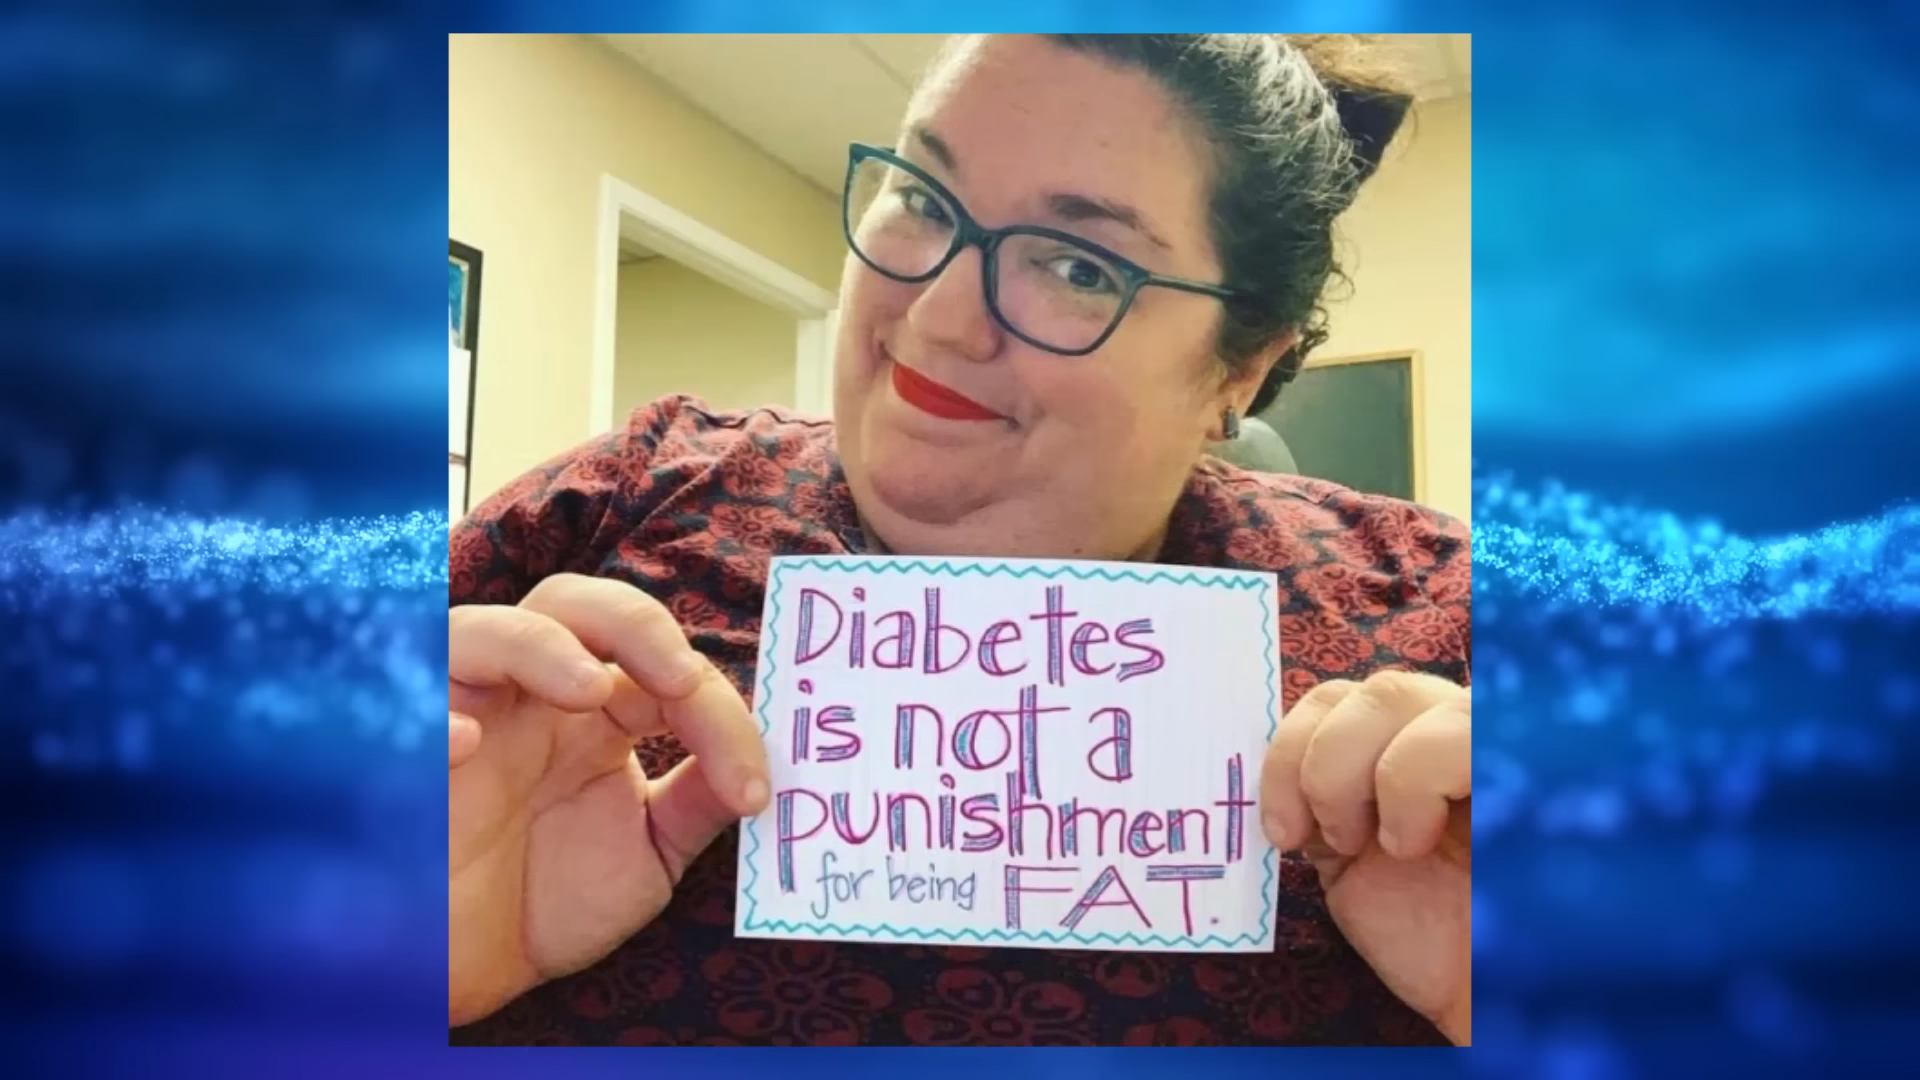 Diabetes
is not a
punishment
for being FAT.